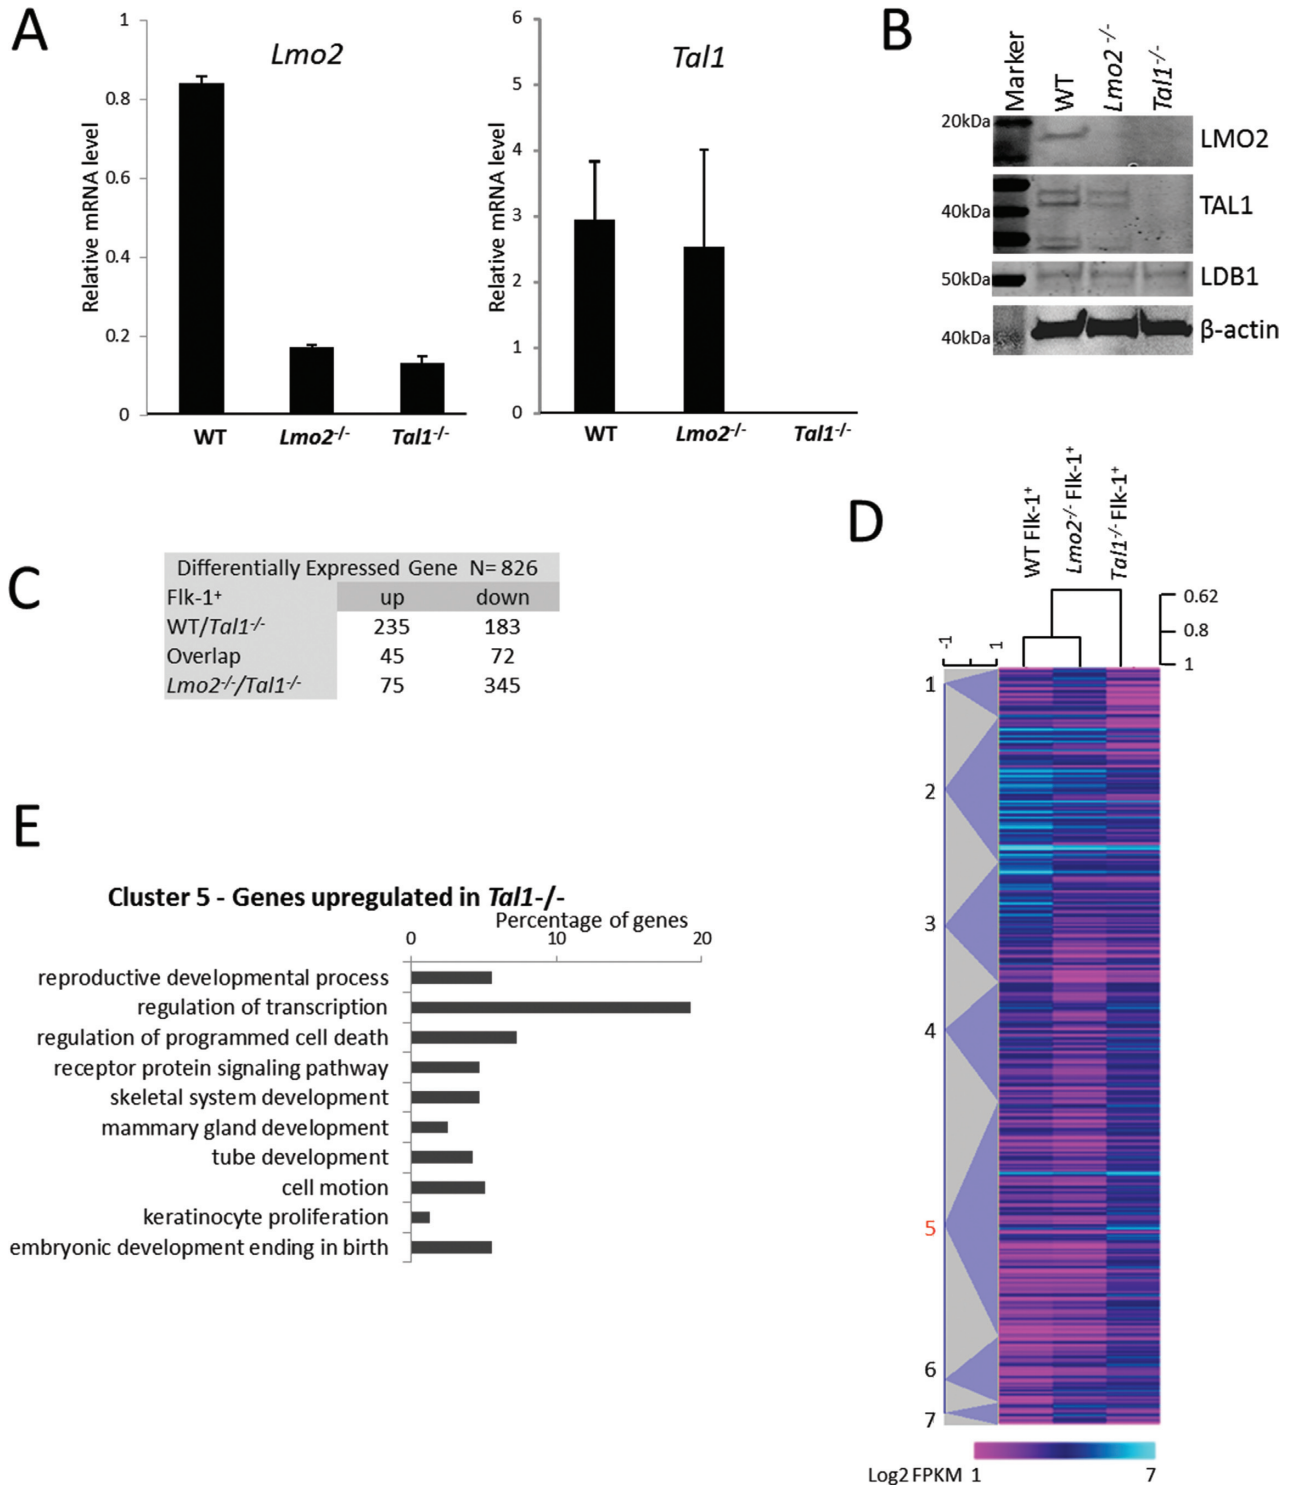 A
Lmo2
Relative mRNA level
1
0.8
0.6
0.4
0.2
0
WT
Lmo2-/-
Tal1-/-
Tal1
Relative mRNA level
6
5
4
3
2
1
0
WT
Lmo2-/-
Tal1-/-
B
Marker
WT
Lmo2 -/-
Tal1-/-
20kDa
LMO2
40kDa
TAL1
50kDa
LDB1
40kDa
β-actin
C
Differentially Expressed Gene N= 826
Flk-1+ up down
WT/Tal1-/- 235 183
Overlap 45 72
Lmo2-/-/Tal1-/- 75 345
D
WT Flk-1+
Lmo2-/- Flk-1+
Tal1-/- Flk-1+
0.62
0.8
1
-1
1
1
2
3
4
5
6
7
Log2 FPKM 1 7
E
Cluster 5 - Genes upregulated in Tal1-/-
Percentage of genes
0 10 20
reproductive developmental process
regulation of transcription
regulation of programmed cell death
receptor protein signaling pathway
skeletal system development
mammary gland development
tube development
cell motion
keratinocyte proliferation
embryonic development ending in birth